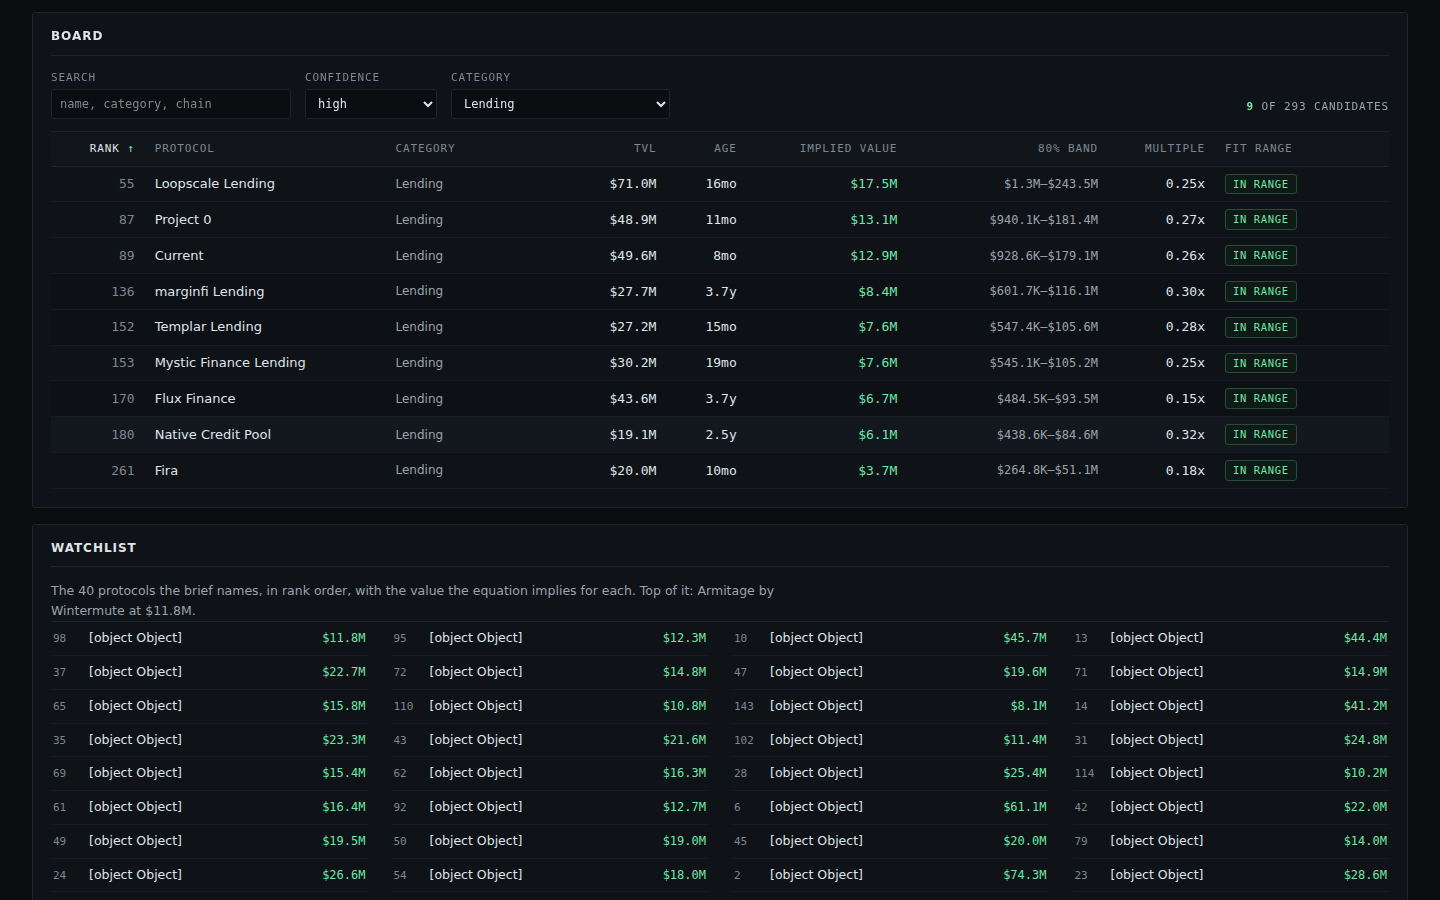 BOARD
SEARCH CONFIDENCE CATEGORY
name, category, chain high Lending 9 OF 293 CANDIDATES
RANK ↑ PROTOCOL CATEGORY TVL AGE IMPLIED VALUE 80% BAND MULTIPLE FIT RANGE
55 Loopscale Lending Lending $71.0M 16mo $17.5M $1.3M–$243.5M 0.25x IN RANGE
87 Project 0 Lending $48.9M 11mo $13.1M $940.1K–$181.4M 0.27x IN RANGE
89 Current Lending $49.6M 8mo $12.9M $928.6K–$179.1M 0.26x IN RANGE
136 marginfi Lending Lending $27.7M 3.7y $8.4M $601.7K–$116.1M 0.30x IN RANGE
152 Templar Lending Lending $27.2M 15mo $7.6M $547.4K–$105.6M 0.28x IN RANGE
153 Mystic Finance Lending Lending $30.2M 19mo $7.6M $545.1K–$105.2M 0.25x IN RANGE
170 Flux Finance Lending $43.6M 3.7y $6.7M $484.5K–$93.5M 0.15x IN RANGE
180 Native Credit Pool Lending $19.1M 2.5y $6.1M $438.6K–$84.6M 0.32x IN RANGE
261 Fira Lending $20.0M 10mo $3.7M $264.8K–$51.1M 0.18x IN RANGE
WATCHLIST
The 40 protocols the brief names, in rank order, with the value the equation implies for each. Top of it: Armitage by
Wintermute at $11.8M.
98 [object Object] $11.8M 95 [object Object] $12.3M 10 [object Object] $45.7M 13 [object Object] $44.4M
37 [object Object] $22.7M 72 [object Object] $14.8M 47 [object Object] $19.6M 71 [object Object] $14.9M
65 [object Object] $15.8M 110 [object Object] $10.8M 143 [object Object] $8.1M 14 [object Object] $41.2M
35 [object Object] $23.3M 43 [object Object] $21.6M 102 [object Object] $11.4M 31 [object Object] $24.8M
69 [object Object] $15.4M 62 [object Object] $16.3M 28 [object Object] $25.4M 114 [object Object] $10.2M
61 [object Object] $16.4M 92 [object Object] $12.7M 6 [object Object] $61.1M 42 [object Object] $22.0M
49 [object Object] $19.5M 50 [object Object] $19.0M 45 [object Object] $20.0M 79 [object Object] $14.0M
24 [object Object] $26.6M 54 [object Object] $18.0M 2 [object Object] $74.3M 23 [object Object] $28.6M